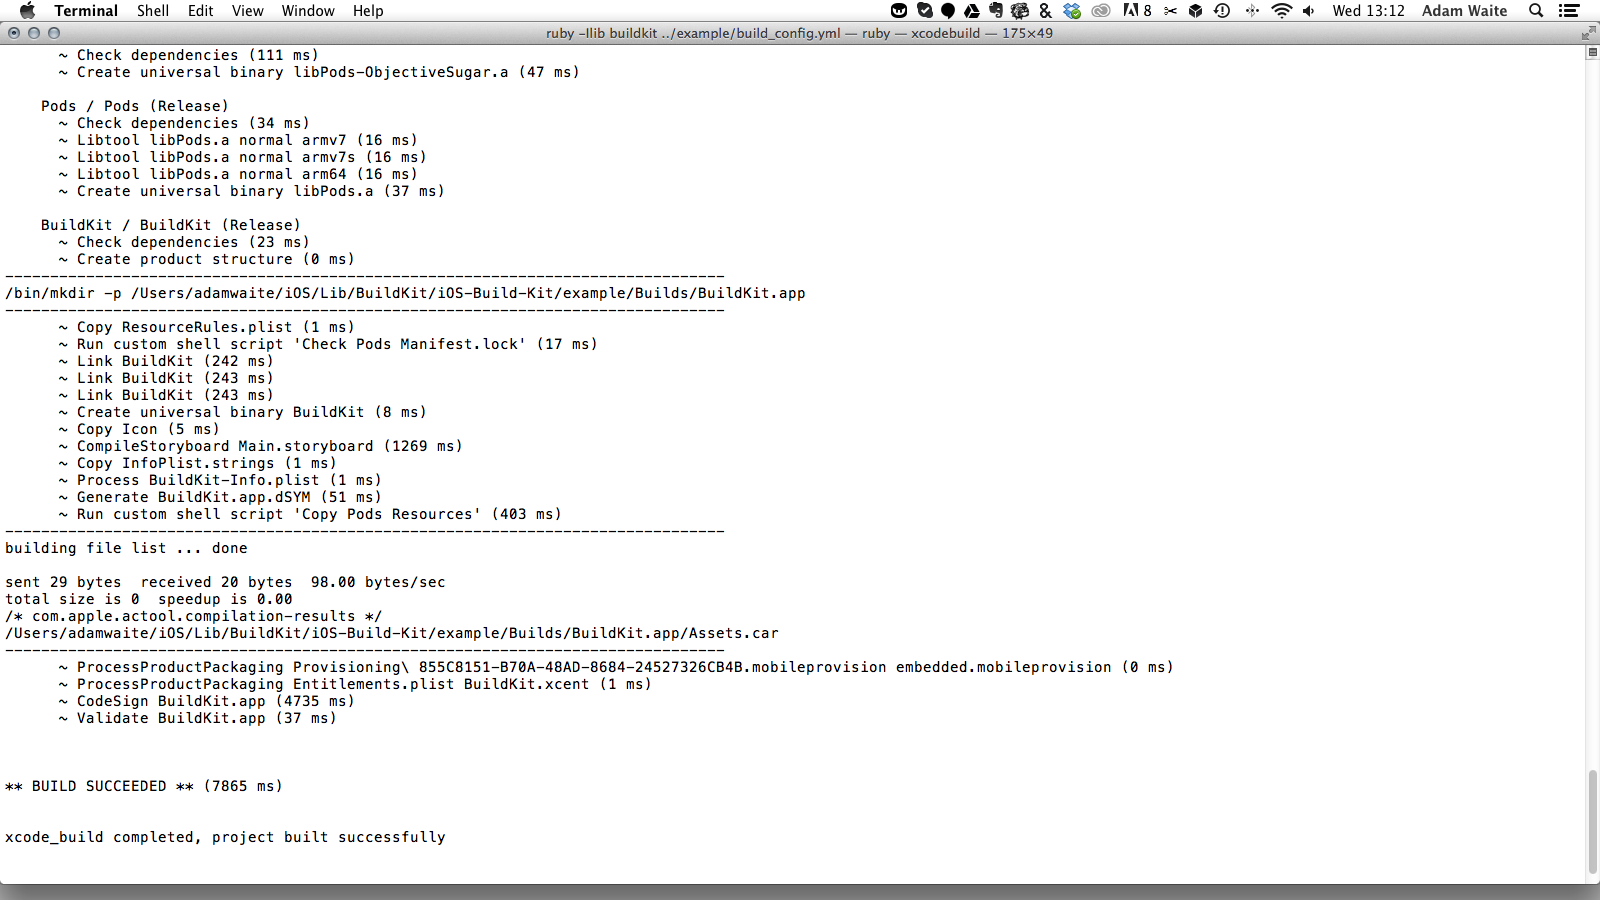 Terminal Shell Edit View Window Help 8 Wed 13:12 Adam Waite
ruby -Ilib buildkit ../example/build_config.yml — ruby — xcodebuild — 175×49
~ Check dependencies (111 ms)
~ Create universal binary libPods-ObjectiveSugar.a (47 ms)
Pods / Pods (Release)
~ Check dependencies (34 ms)
~ Libtool libPods.a normal armv7 (16 ms)
~ Libtool libPods.a normal armv7s (16 ms)
~ Libtool libPods.a normal arm64 (16 ms)
~ Create universal binary libPods.a (37 ms)
BuildKit / BuildKit (Release)
~ Check dependencies (23 ms)
~ Create product structure (0 ms)
--------------------------------------------------------------------------------
/bin/mkdir -p /Users/adamwaite/iOS/Lib/BuildKit/iOS-Build-Kit/example/Builds/BuildKit.app
--------------------------------------------------------------------------------
~ Copy ResourceRules.plist (1 ms)
~ Run custom shell script 'Check Pods Manifest.lock' (17 ms)
~ Link BuildKit (242 ms)
~ Link BuildKit (243 ms)
~ Link BuildKit (243 ms)
~ Create universal binary BuildKit (8 ms)
~ Copy Icon (5 ms)
~ CompileStoryboard Main.storyboard (1269 ms)
~ Copy InfoPlist.strings (1 ms)
~ Process BuildKit-Info.plist (1 ms)
~ Generate BuildKit.app.dSYM (51 ms)
~ Run custom shell script 'Copy Pods Resources' (403 ms)
--------------------------------------------------------------------------------
building file list ... done
sent 29 bytes  received 20 bytes  98.00 bytes/sec
total size is 0  speedup is 0.00
/* com.apple.actool.compilation-results */
/Users/adamwaite/iOS/Lib/BuildKit/iOS-Build-Kit/example/Builds/BuildKit.app/Assets.car
--------------------------------------------------------------------------------
~ ProcessProductPackaging Provisioning\ 855C8151-B70A-48AD-8684-24527326CB4B.mobileprovision embedded.mobileprovision (0 ms)
~ ProcessProductPackaging Entitlements.plist BuildKit.xcent (1 ms)
~ CodeSign BuildKit.app (4735 ms)
~ Validate BuildKit.app (37 ms)
** BUILD SUCCEEDED ** (7865 ms)
xcode_build completed, project built successfully